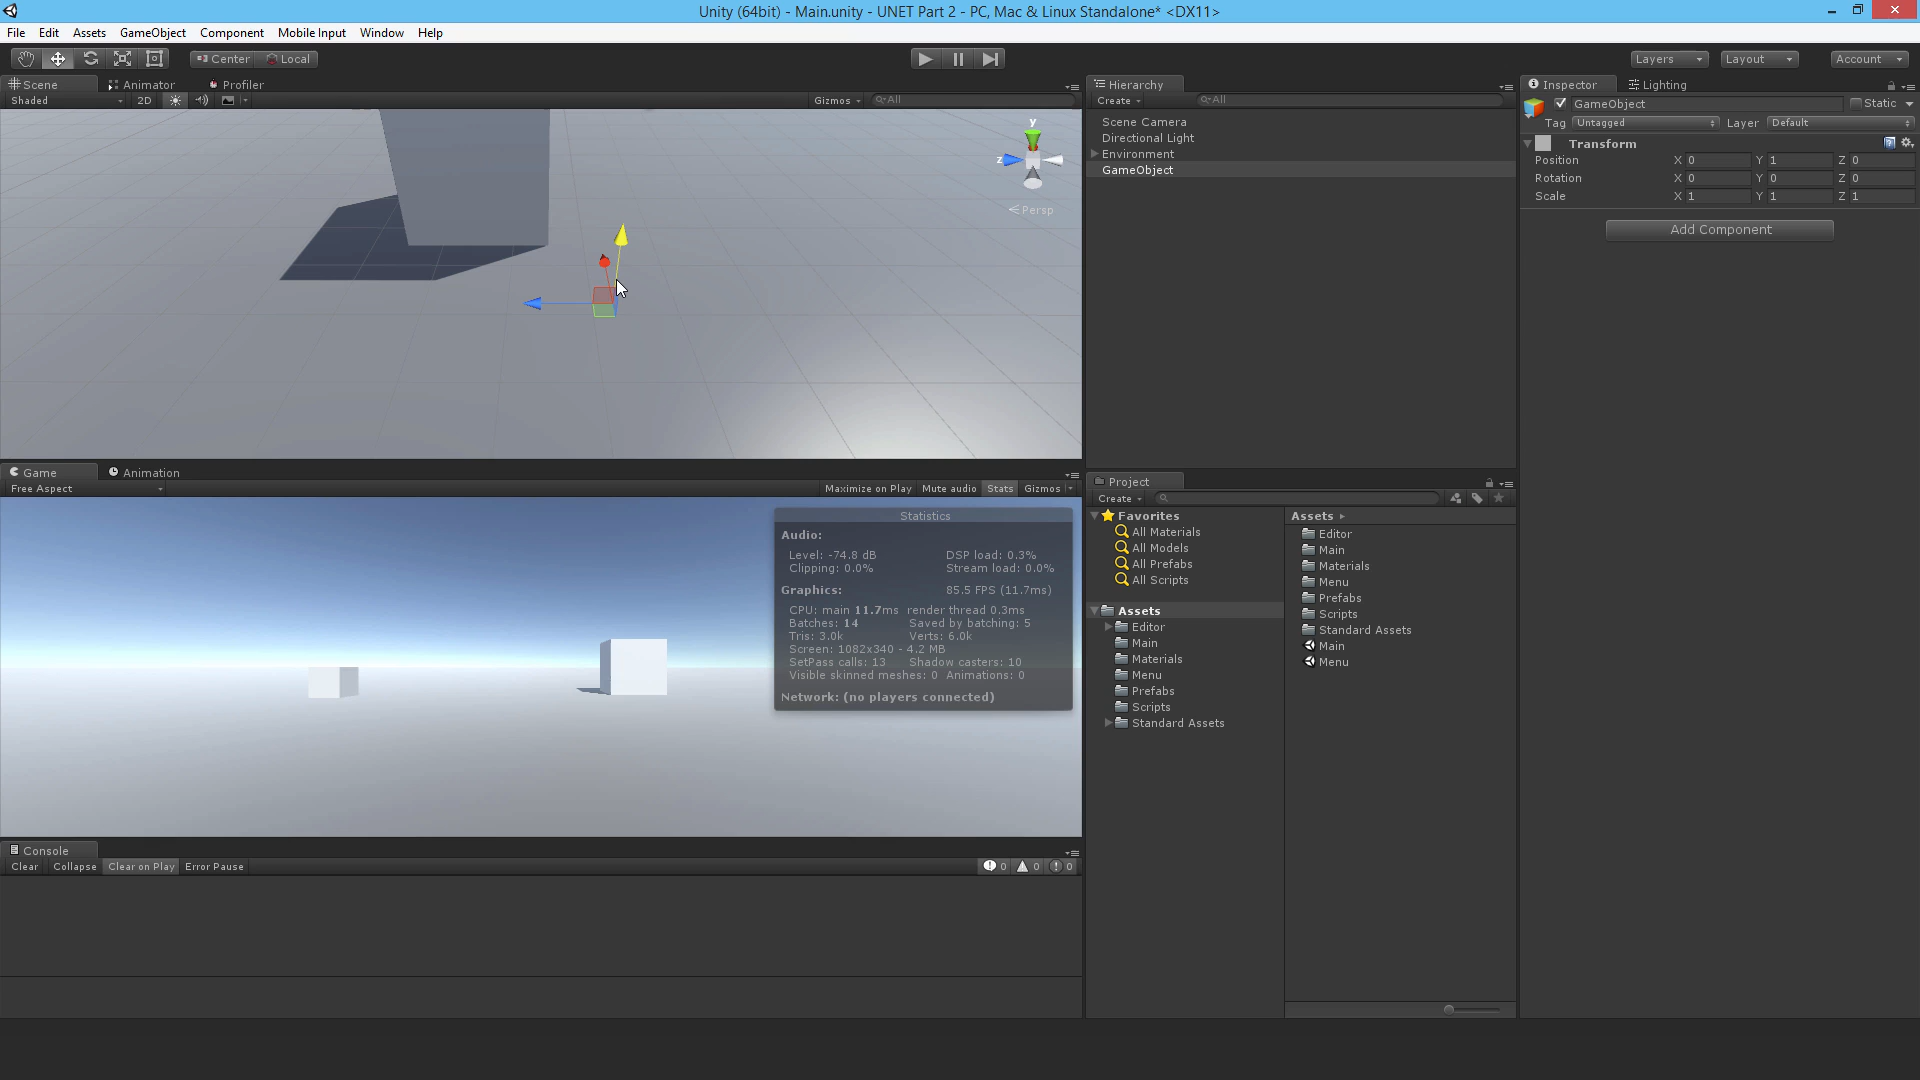 Unity (64bit) - Main.unity - UNET Part 2 - PC, Mac & Linux Standalone* <DX11>
File Edit Assets GameObject Component Mobile Input Window Help
Center Local
Layers Layout Account
Scene Animator Profiler
Shaded 2D Gizmos All
y
z
Persp
Game Animation
Free Aspect Maximize on Play Mute audio Stats Gizmos
Statistics
Audio:
Level: -74.8 dB DSP load: 0.3%
Clipping: 0.0% Stream load: 0.0%
Graphics: 85.5 FPS (11.7ms)
CPU: main 11.7ms render thread 0.3ms
Batches: 14 Saved by batching: 5
Tris: 3.0k Verts: 6.0k
Screen: 1082x340 - 4.2 MB
SetPass calls: 13 Shadow casters: 10
Visible skinned meshes: 0 Animations: 0
Network: (no players connected)
Console
Clear Collapse Clear on Play Error Pause 0 0 0
Hierarchy
Create All
Scene Camera
Directional Light
Environment
GameObject
Project
Create
Favorites
All Materials
All Models
All Prefabs
All Scripts
Assets
Editor
Main
Materials
Menu
Prefabs
Scripts
Standard Assets
Assets
Editor
Main
Materials
Menu
Prefabs
Scripts
Standard Assets
Main
Menu
Inspector Lighting
GameObject Static
Tag Untagged Layer Default
Transform
Position X 0 Y 1 Z 0
Rotation X 0 Y 0 Z 0
Scale X 1 Y 1 Z 1
Add Component